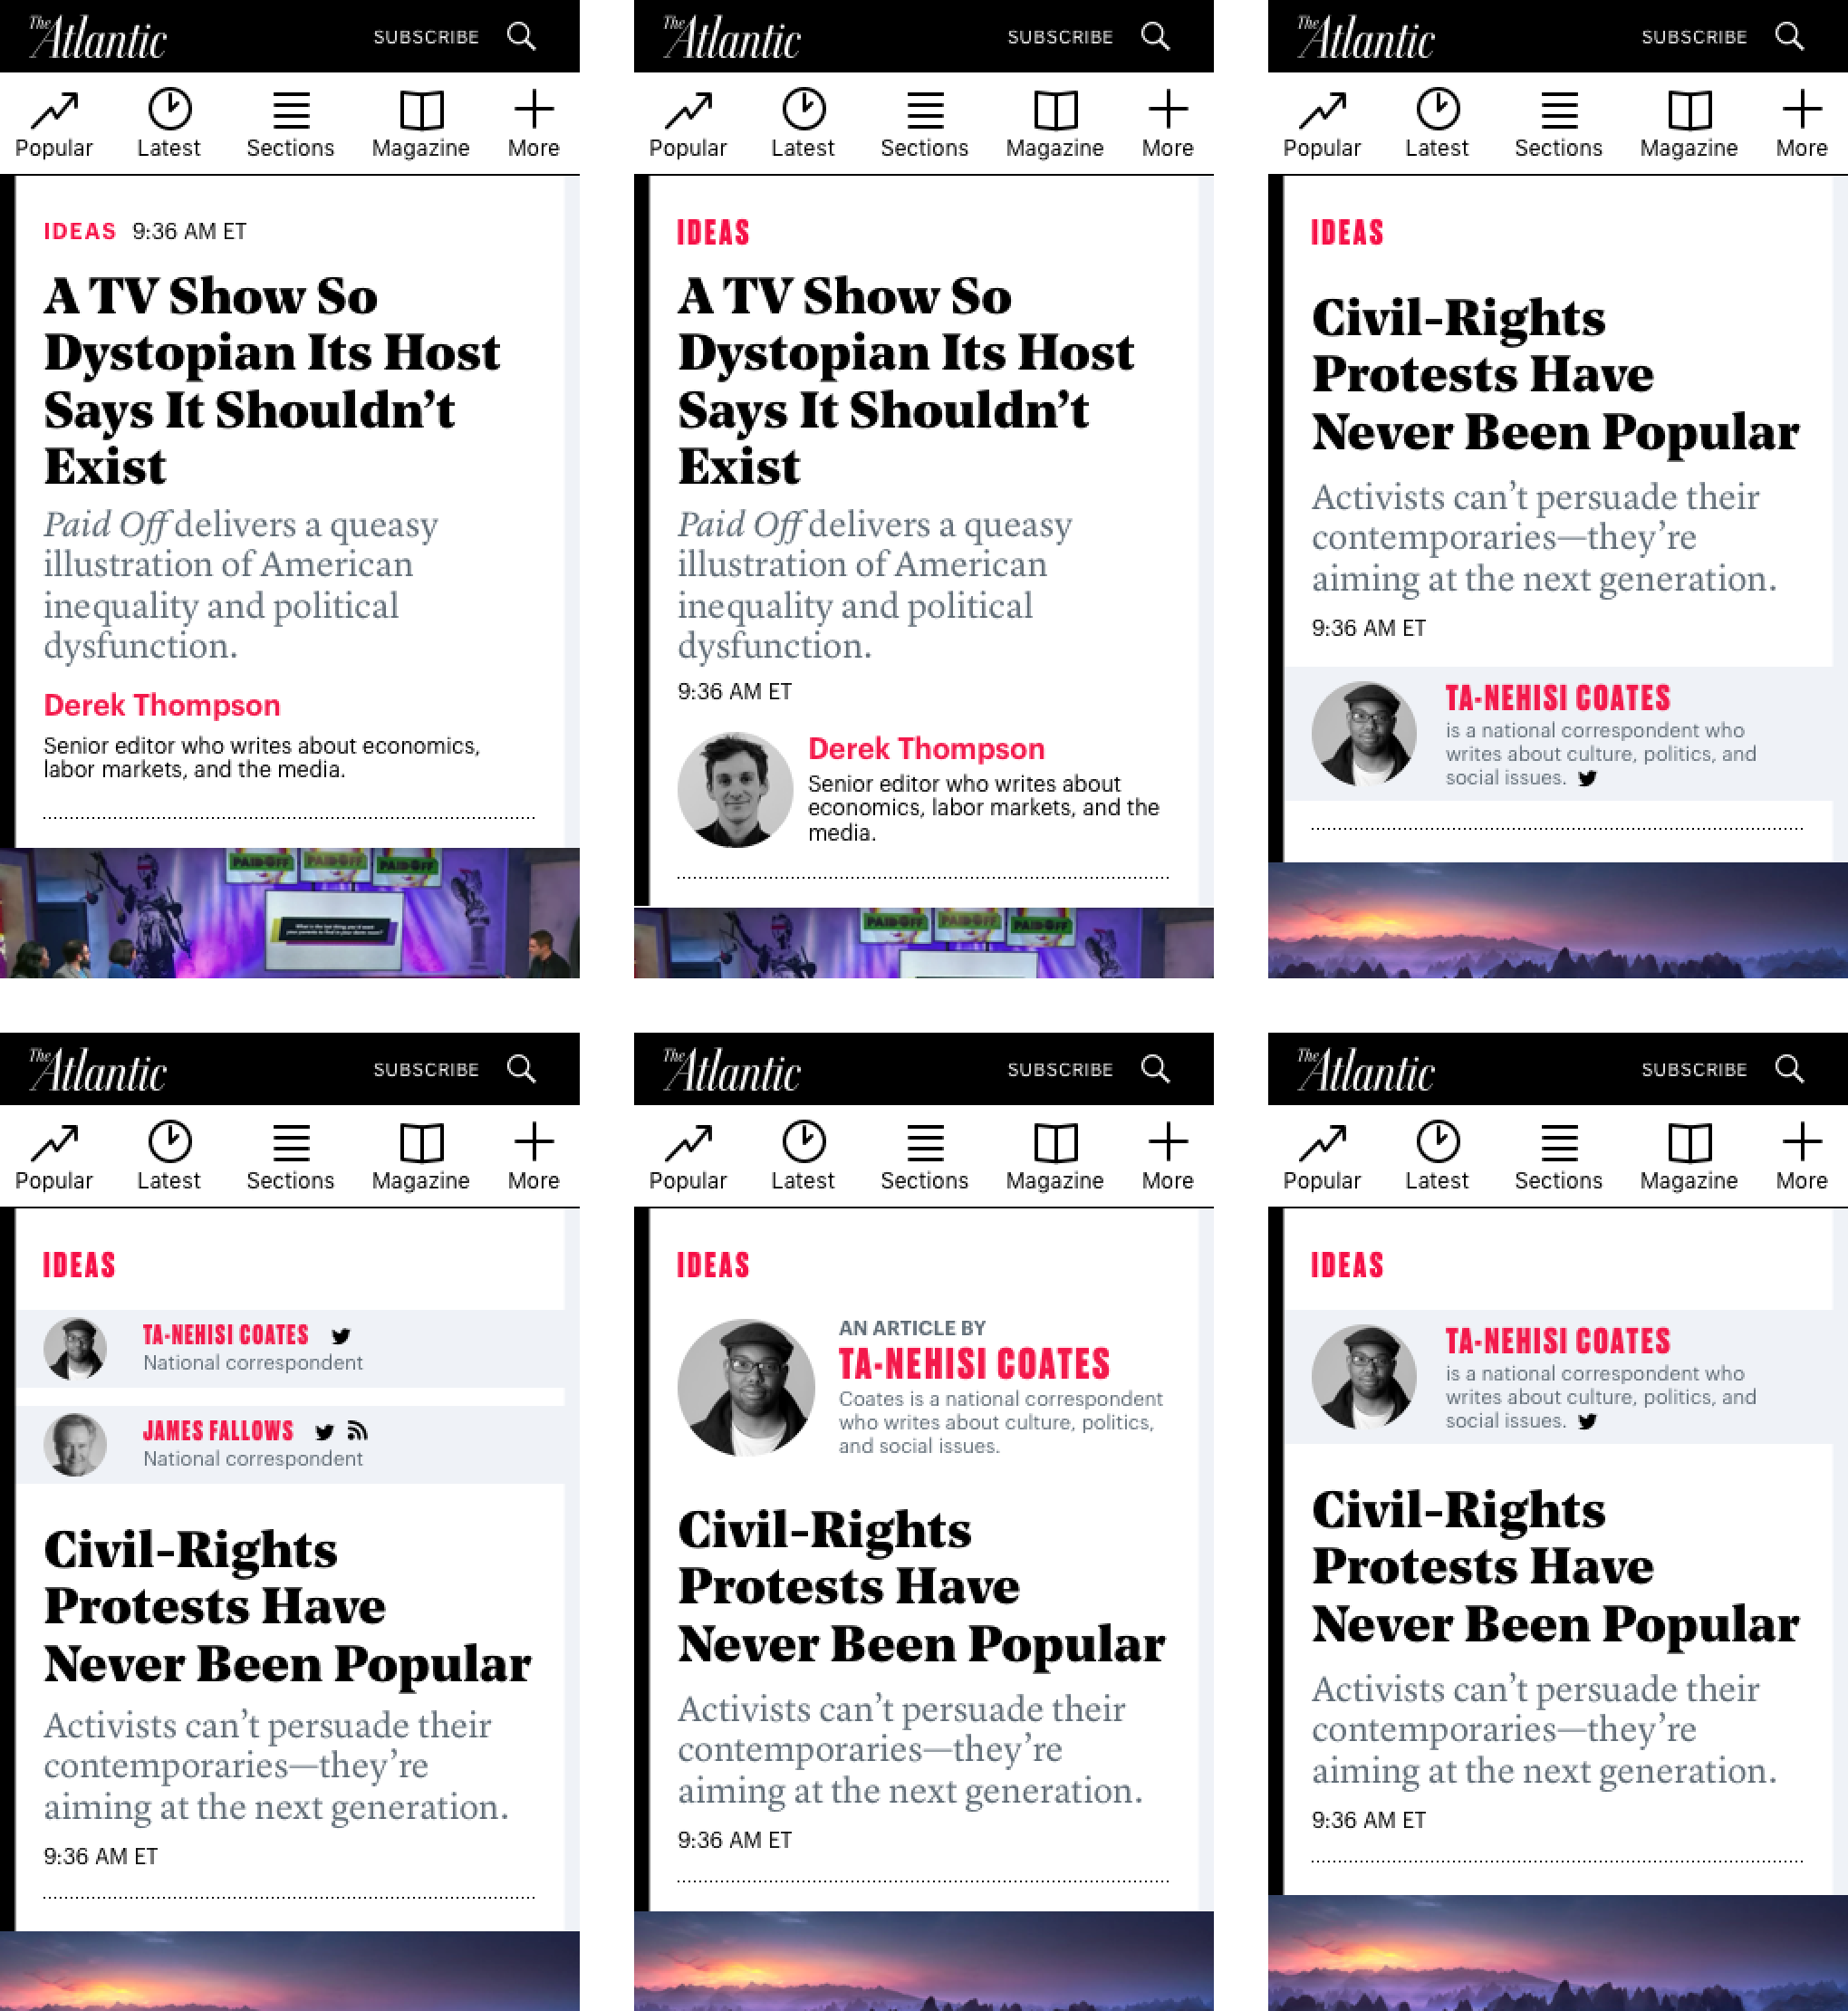 The Atlantic
SUBSCRIBE
Popular Latest Sections Magazine More
IDEAS 9:36 AM ET
A TV Show So
Dystopian Its Host
Says It Shouldn’t
Exist
Paid Off delivers a queasy
illustration of American
inequality and political
dysfunction.
Derek Thompson
Senior editor who writes about economics,
labor markets, and the media.
PAID OFF PAID OFF PAID OFF
What is the last thing you'd want
your parents to find in your dorm room?
The Atlantic
SUBSCRIBE
Popular Latest Sections Magazine More
IDEAS
A TV Show So
Dystopian Its Host
Says It Shouldn’t
Exist
Paid Off delivers a queasy
illustration of American
inequality and political
dysfunction.
9:36 AM ET
Derek Thompson
Senior editor who writes about
economics, labor markets, and the
media.
PAID OFF PAID OFF PAID OFF
The Atlantic
SUBSCRIBE
Popular Latest Sections Magazine More
IDEAS
Civil-Rights
Protests Have
Never Been Popular
Activists can’t persuade their
contemporaries—they’re
aiming at the next generation.
9:36 AM ET
TA-NEHISI COATES
is a national correspondent who
writes about culture, politics, and
social issues.
The Atlantic
SUBSCRIBE
Popular Latest Sections Magazine More
IDEAS
TA-NEHISI COATES
National correspondent
JAMES FALLOWS
National correspondent
Civil-Rights
Protests Have
Never Been Popular
Activists can’t persuade their
contemporaries—they’re
aiming at the next generation.
9:36 AM ET
The Atlantic
SUBSCRIBE
Popular Latest Sections Magazine More
IDEAS
AN ARTICLE BY
TA-NEHISI COATES
Coates is a national correspondent
who writes about culture, politics,
and social issues.
Civil-Rights
Protests Have
Never Been Popular
Activists can’t persuade their
contemporaries—they’re
aiming at the next generation.
9:36 AM ET
The Atlantic
SUBSCRIBE
Popular Latest Sections Magazine More
IDEAS
TA-NEHISI COATES
is a national correspondent who
writes about culture, politics, and
social issues.
Civil-Rights
Protests Have
Never Been Popular
Activists can’t persuade their
contemporaries—they’re
aiming at the next generation.
9:36 AM ET